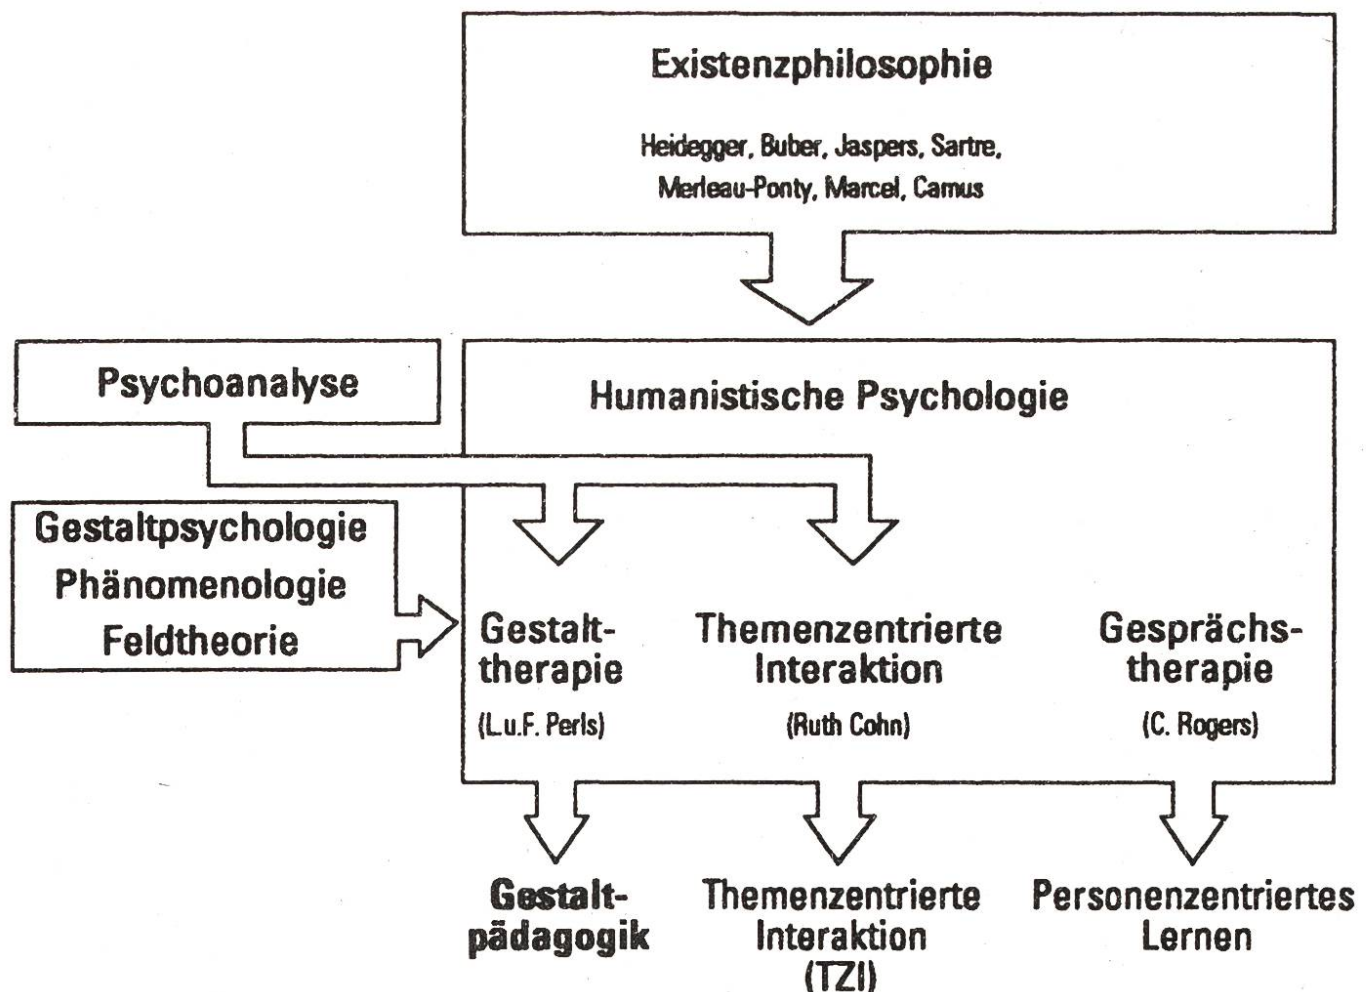 Existenzphilosophie
Heidegger, Buber, Jaspers, Sartre,
Merleau-Ponty, Marcel, Camus
Psychoanalyse
Humanistische Psychologie
Gestaltpsychologie
Phänomenologie
Feldtheorie
Gestalt-
therapie
(L.u.F. Perls)
Themenzentrierte
Interaktion
(Ruth Cohn)
Gesprächs-
therapie
(C. Rogers)
Gestalt-
pädagogik
Themenzentrierte
Interaktion
(TZI)
Personenzentriertes
Lernen